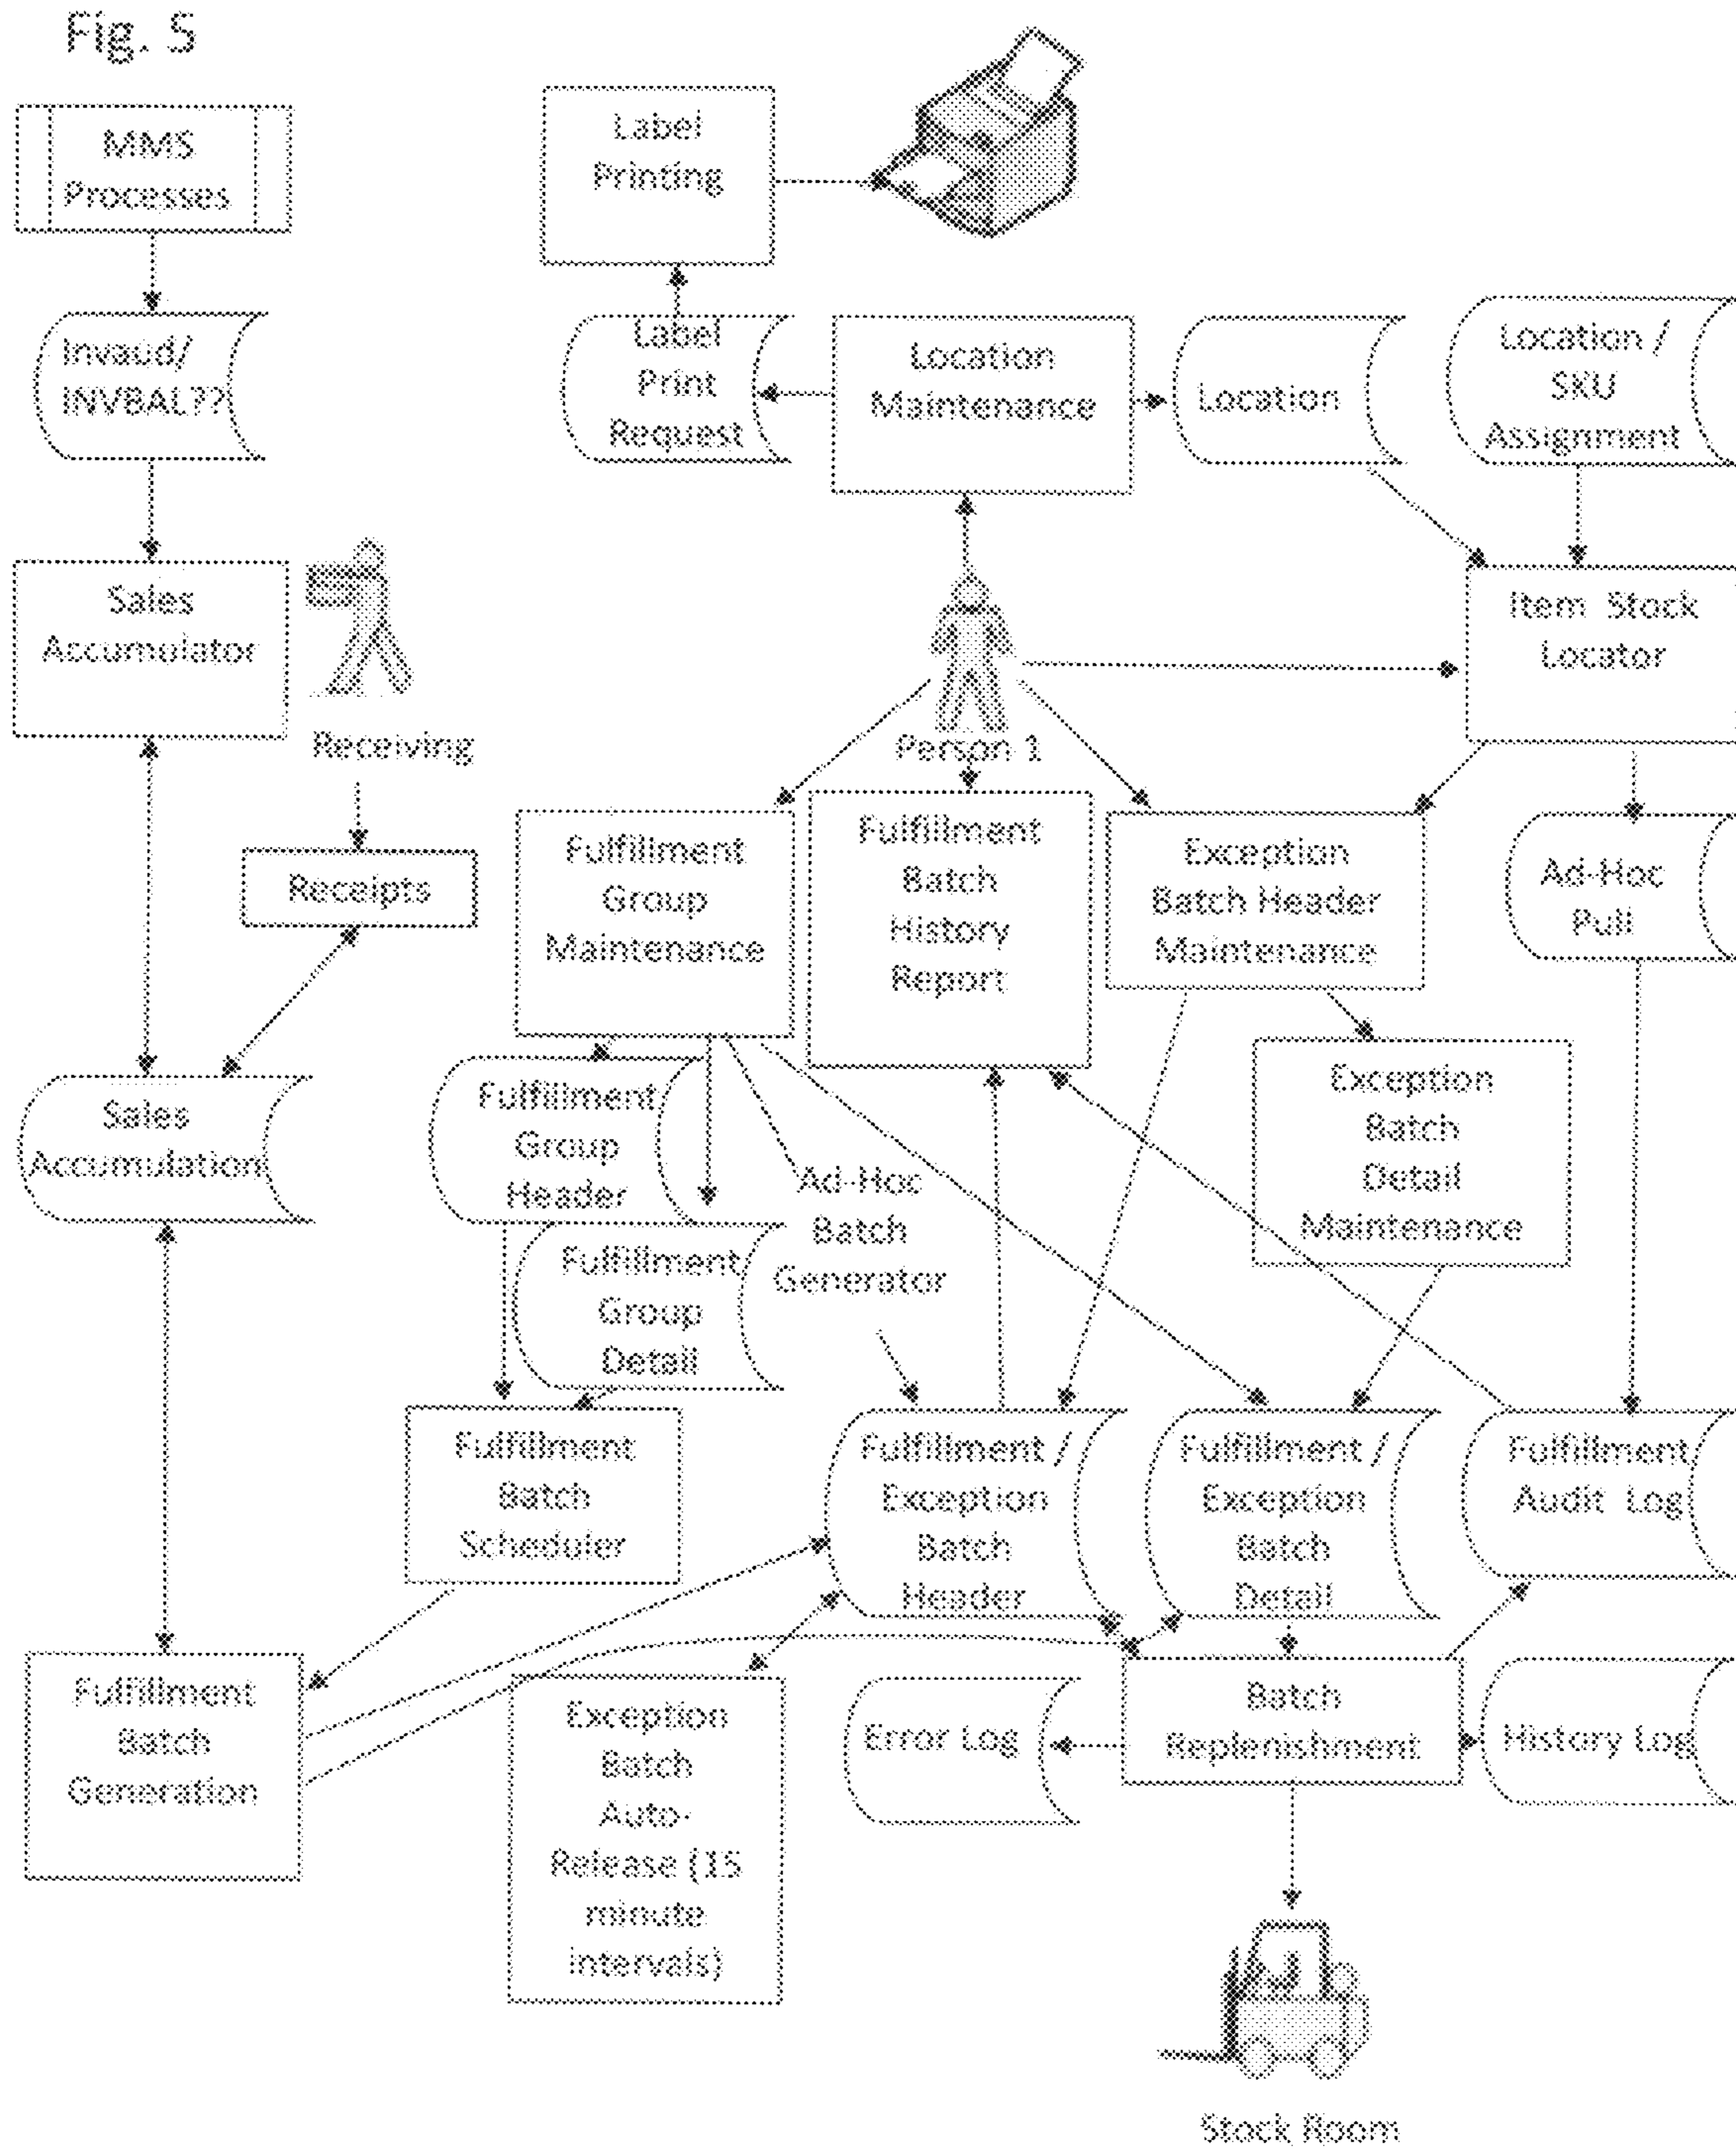 Fig. 5
MMS
Processes
Label
Printing
Invaud/
INVBAL??
Label
Print
Request
Location
Maintenance
Location
Location /
SKU
Assignment
Sales
Accumulator
Receiving
Person 1
Item Stock
Locator
Receipts
Fulfillment
Group
Maintenance
Fulfillment
Batch
History
Report
Exception
Batch Header
Maintenance
Ad-Hoc
Pull
Sales
Accumulation
Fulfillment
Group
Header
Fulfillment
Group
Detail
Ad-Hoc
Batch
Generator
Exception
Batch
Detail
Maintenance
Fulfillment
Batch
Scheduler
Fulfillment /
Exception
Batch
Header
Fulfillment /
Exception
Batch
Detail
Fulfillment
Audit Log
Fulfillment
Batch
Generation
Exception
Batch
Auto-
Release (15
minute
intervals)
Error Log
Batch
Replenishment
History Log
Stock Room